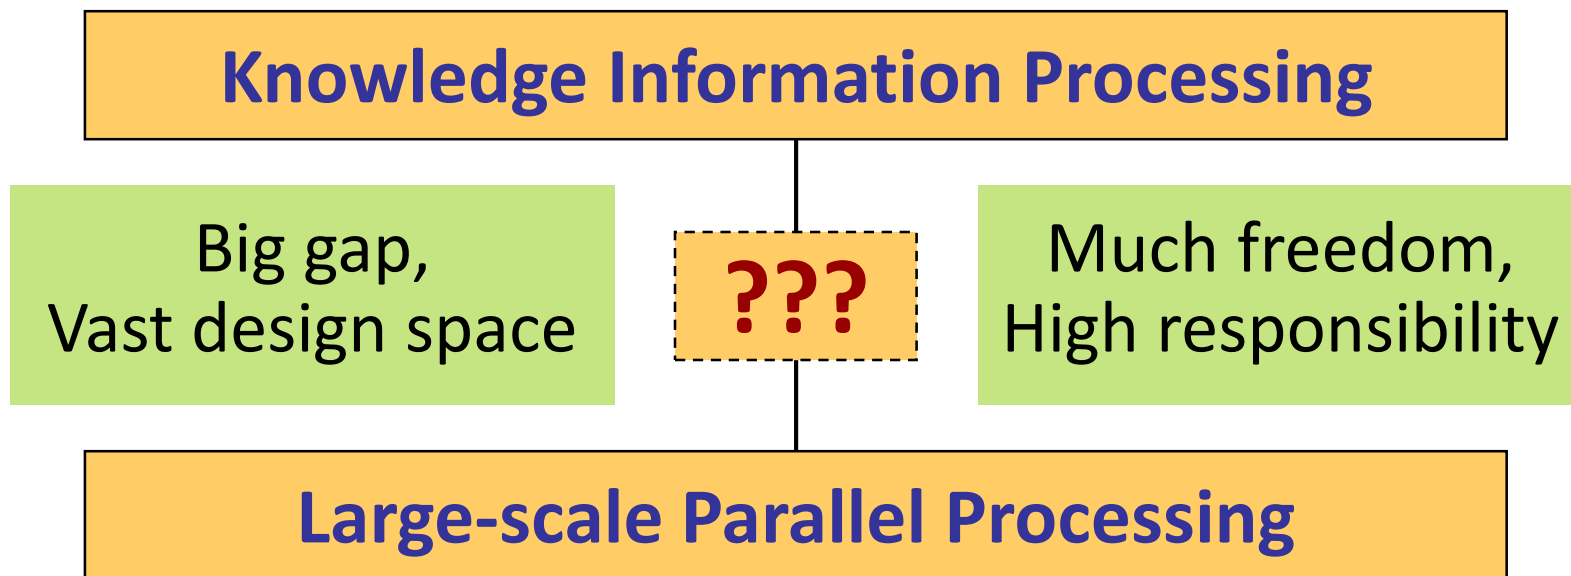 Knowledge Information Processing
Big gap,
Vast design space
???
Much freedom,
High responsibility
Large-scale Parallel Processing